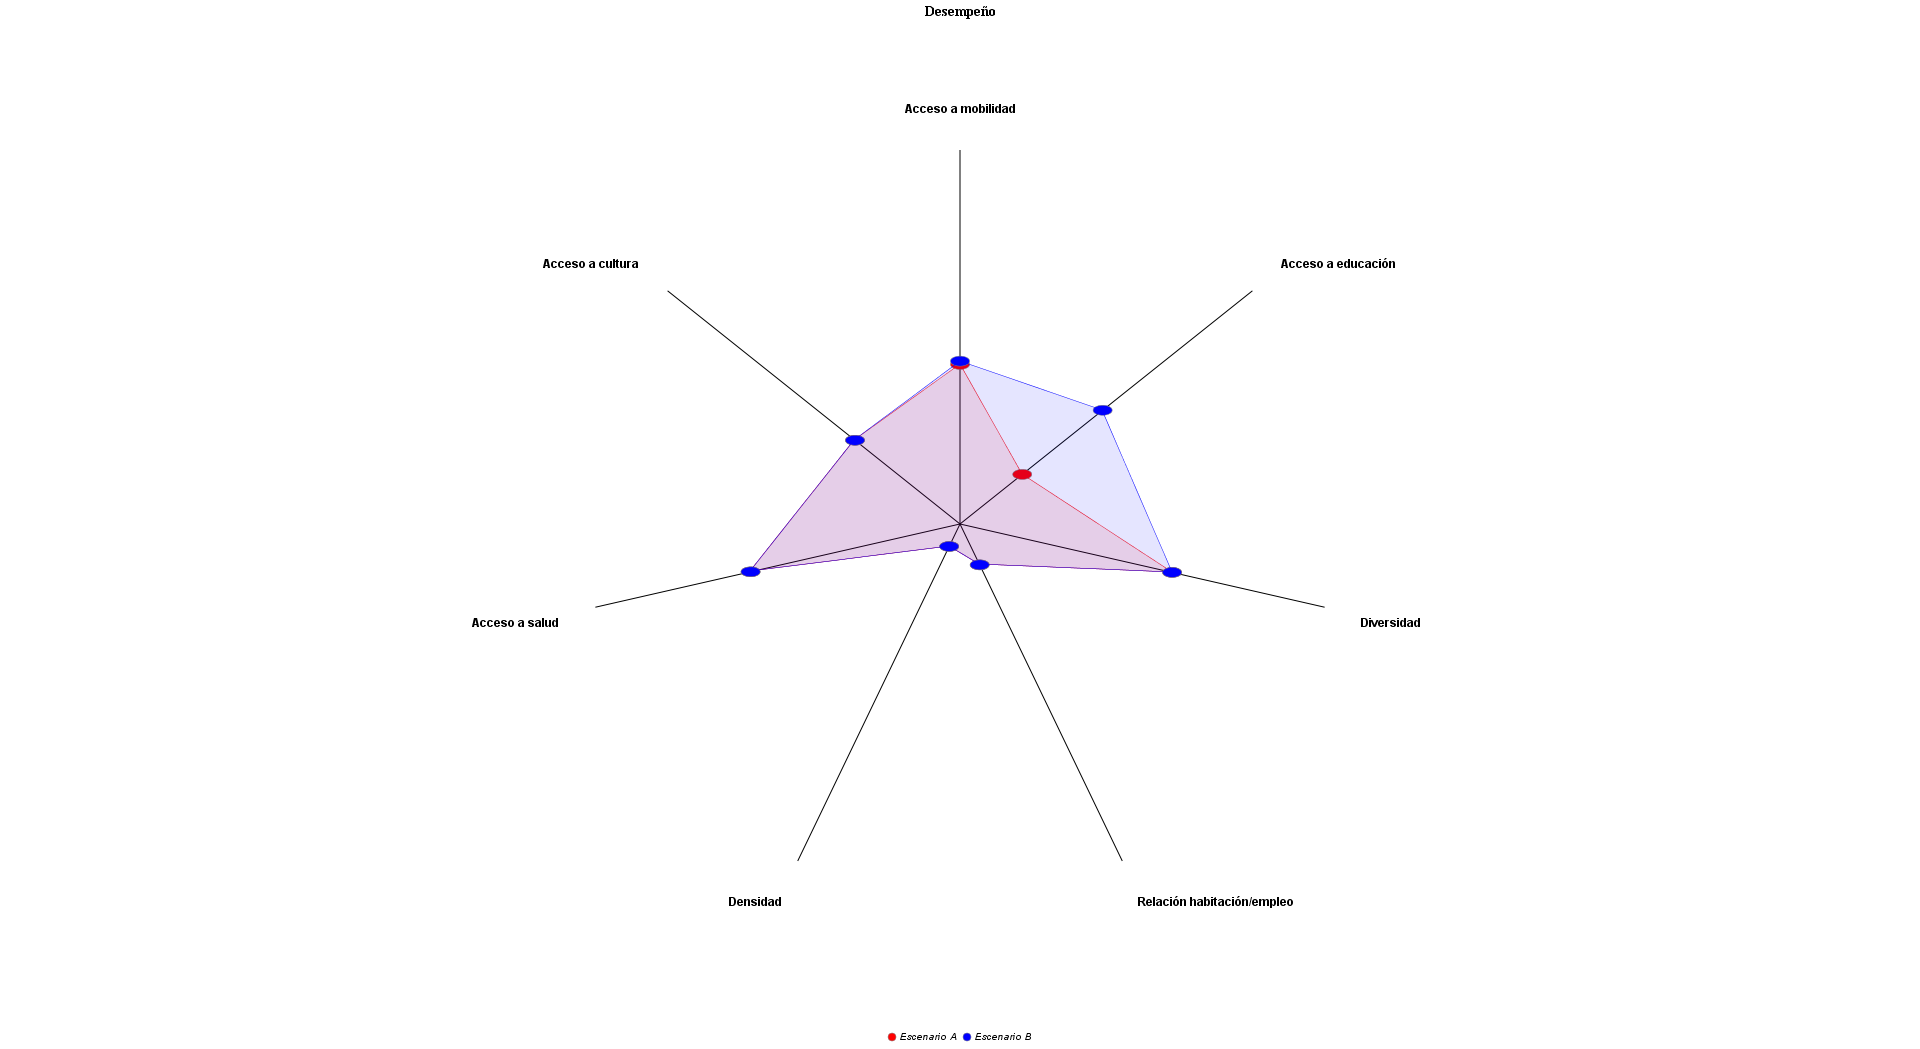 Desempeño
Acceso a mobilidad
Acceso a cultura
Acceso a educación
Acceso a salud
Diversidad
Densidad
Relación habitación/empleo
Escenario A Escenario B